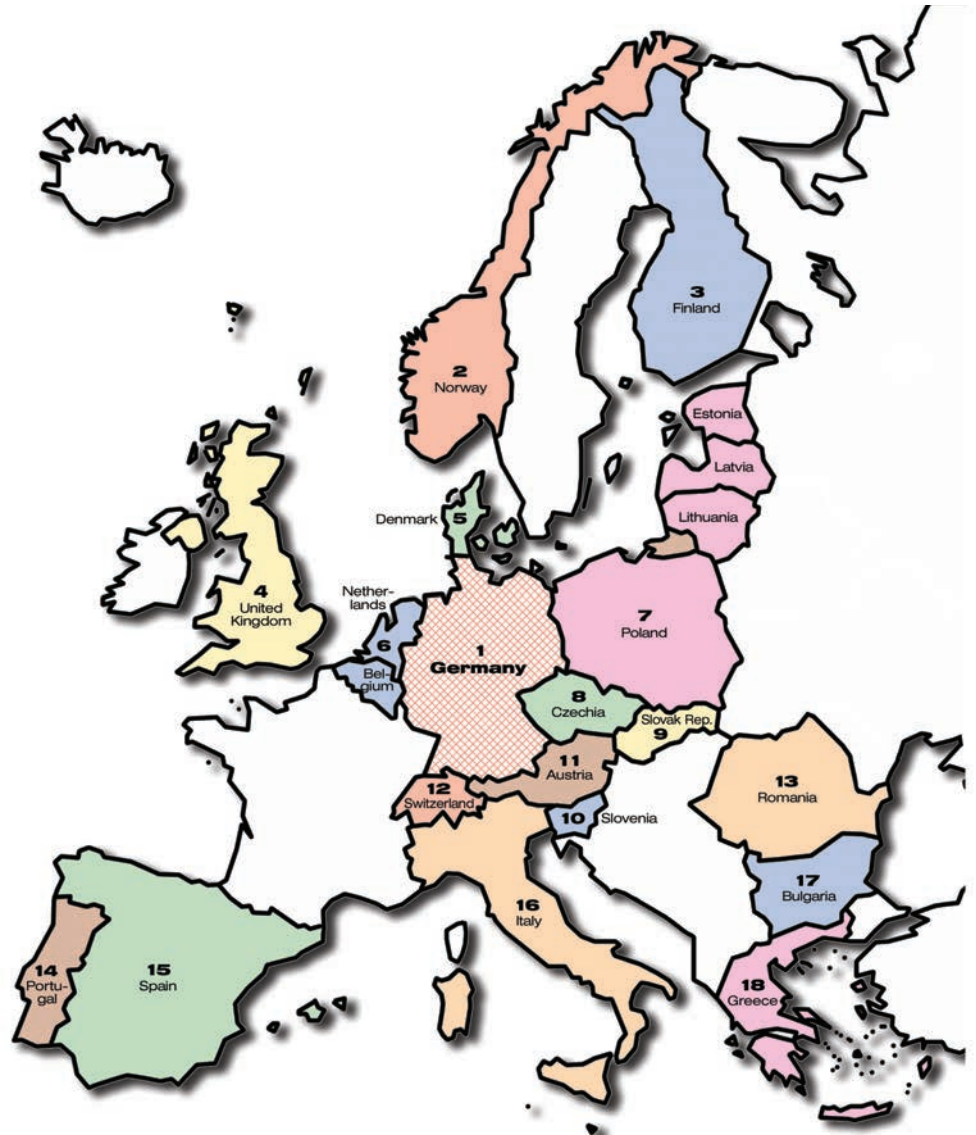 3
Finland
2
Norway
Estonia
Latvia
Lithuania
Denmark
5
4
United
Kingdom
Nether-
lands
6
Bel-
gium
1
Germany
7
Poland
8
Czechia
Slovak Rep.
9
11
Austria
12
Switzerland
10
Slovenia
13
Romania
17
Bulgaria
16
Italy
14
Portu-
gal
15
Spain
18
Greece